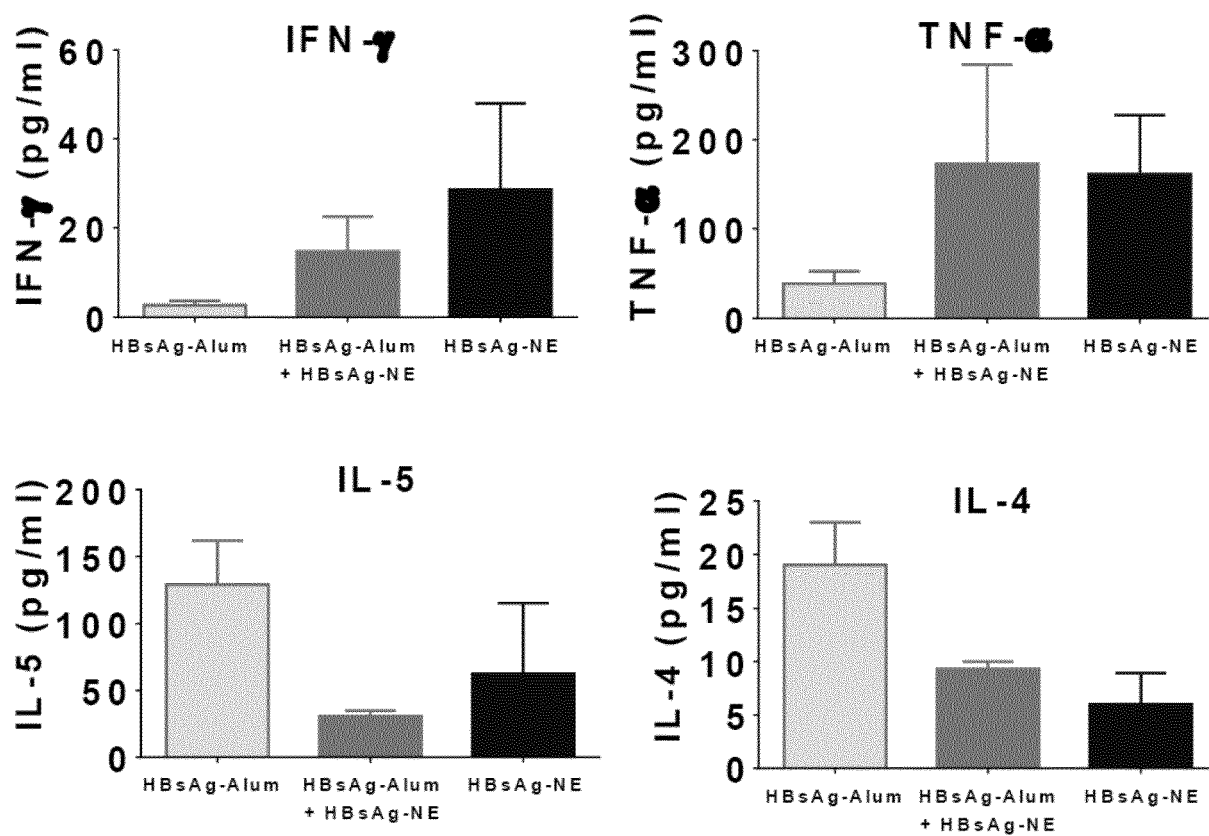 IFN-γ
IFN-γ (pg/ml)
60
40
20
0
HBsAg-Alum
HBsAg-Alum
+ HBsAg-NE
HBsAg-NE
TNF-α
TNF-α (pg/ml)
300
200
100
0
HBsAg-Alum
HBsAg-Alum
+ HBsAg-NE
HBsAg-NE
IL-5
IL-5 (pg/ml)
200
150
100
50
0
HBsAg-Alum
HBsAg-Alum
+ HBsAg-NE
HBsAg-NE
IL-4
IL-4 (pg/ml)
25
20
15
10
5
0
HBsAg-Alum
HBsAg-Alum
+ HBsAg-NE
HBsAg-NE